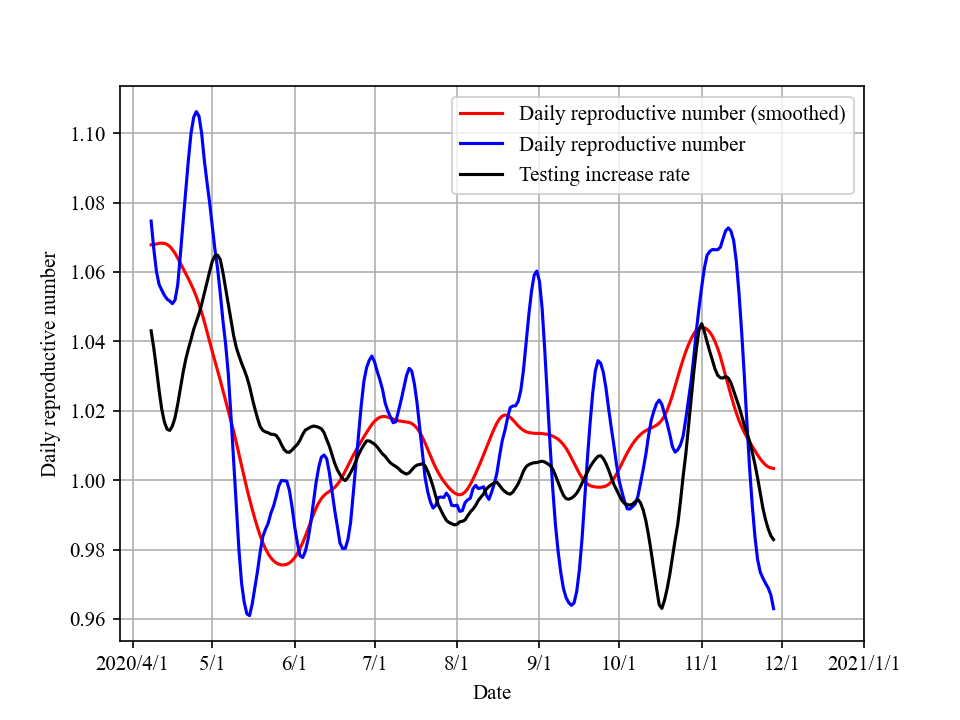 Daily reproductive number (smoothed)
Daily reproductive number
Testing increase rate
Daily reproductive number
1.10
1.08
1.06
1.04
1.02
1.00
0.98
0.96
2020/4/1 5/1 6/1 7/1 8/1 9/1 10/1 11/1 12/1 2021/1/1
Date